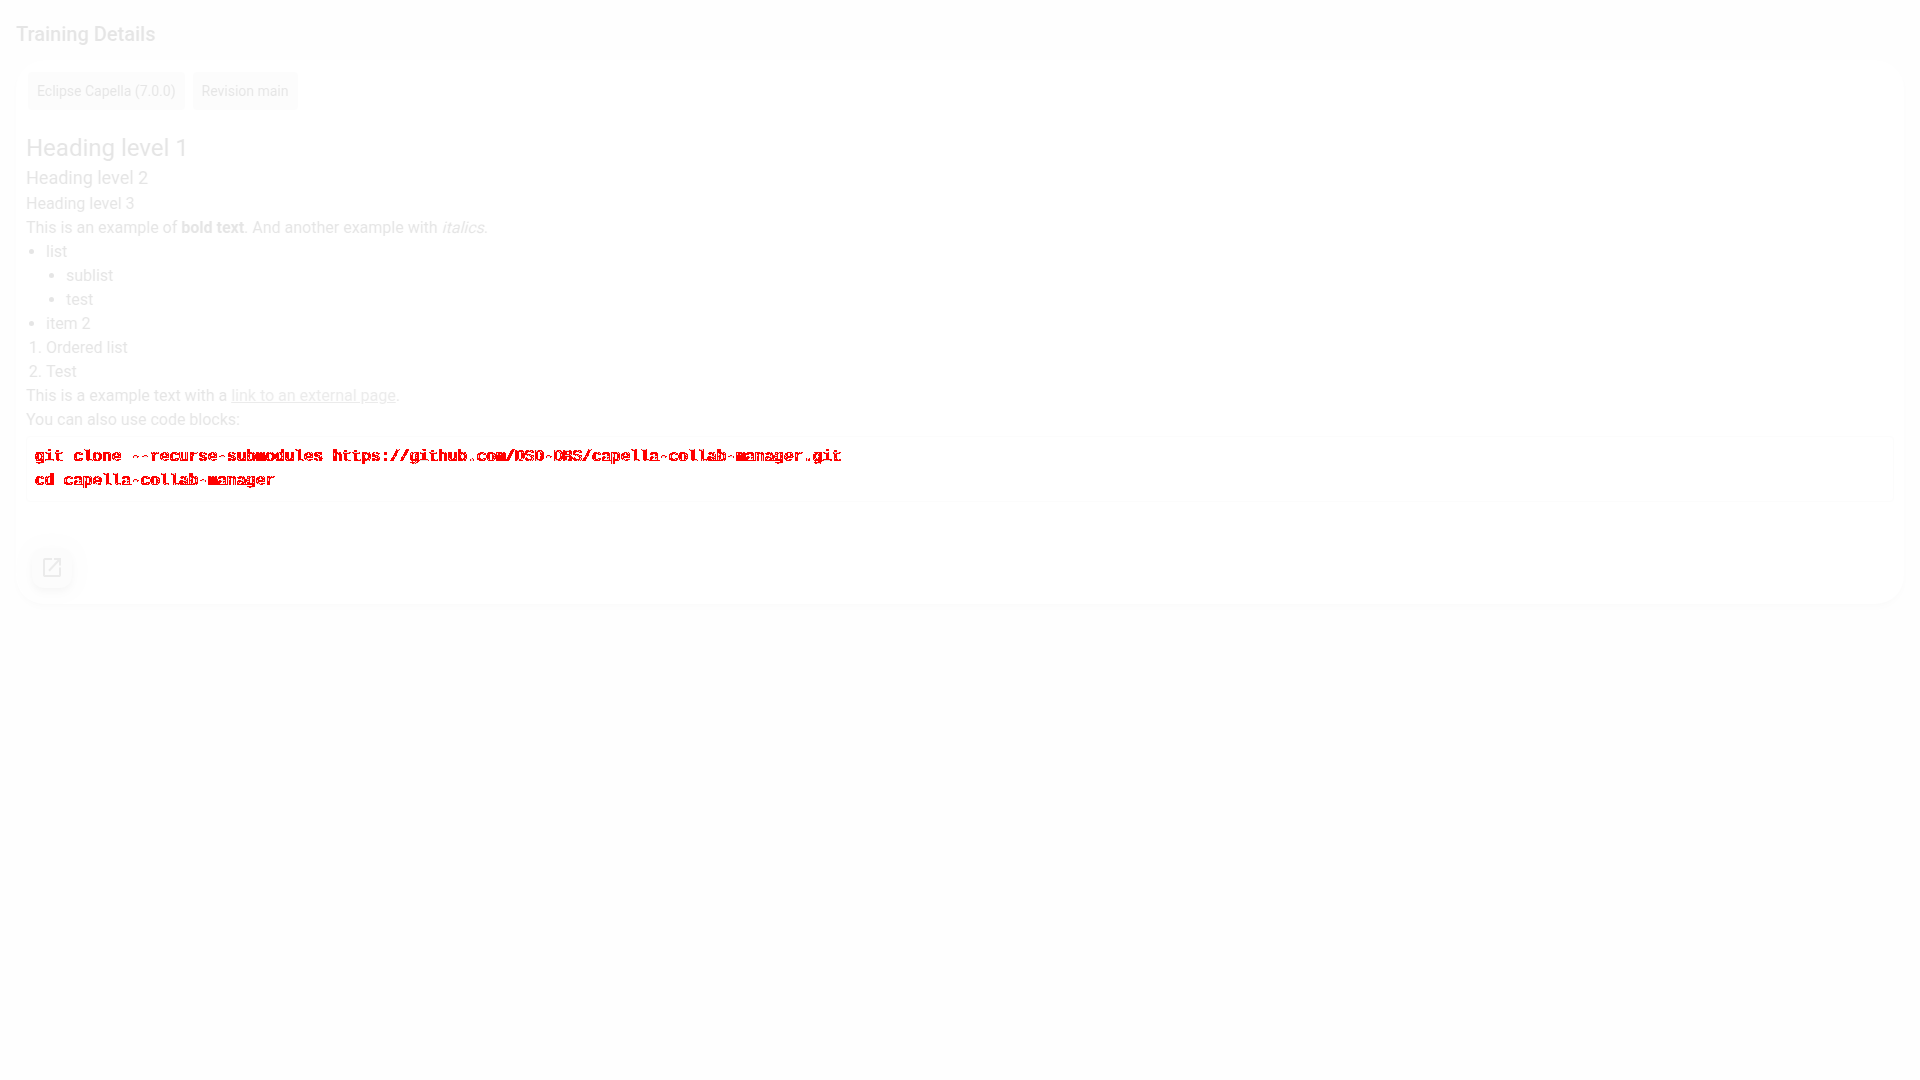 Training Details
Eclipse Capella (7.0.0) Revision main
Heading level 1
Heading level 2
Heading level 3
This is an example of bold text. And another example with italics.
• list
• sublist
• test
• item 2
1. Ordered list
2. Test
This is a example text with a link to an external page.
You can also use code blocks:
git clone --recurse-submodules https://github.com/DSD-DBS/capella-collab-manager.git
cd capella-collab-manager